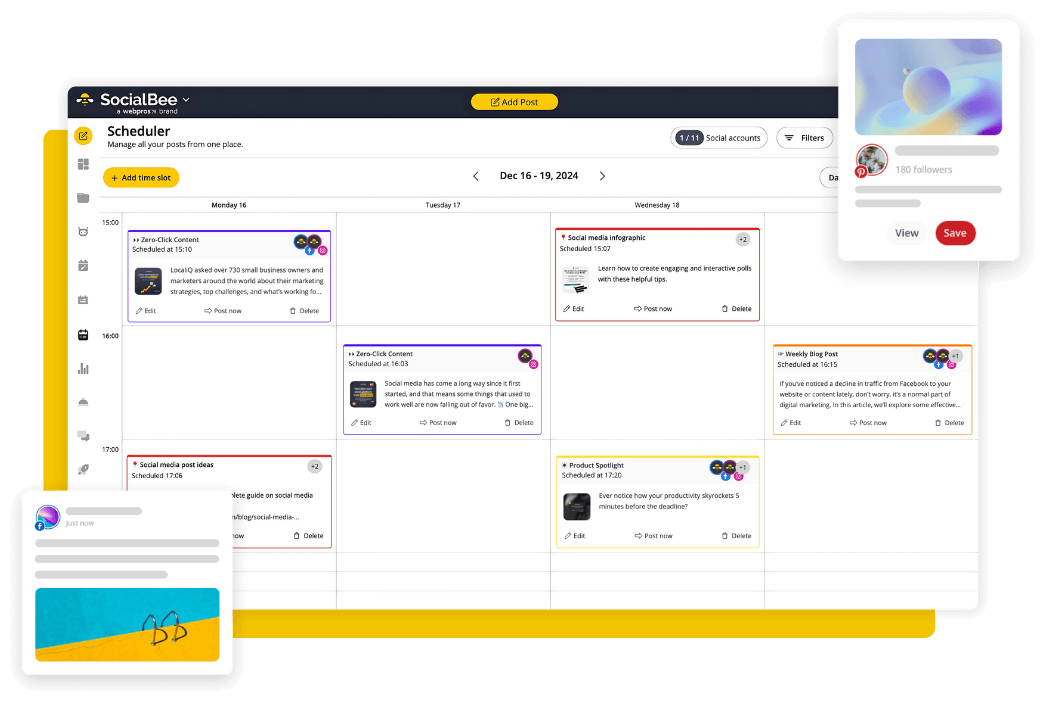 SocialBee
a webpros brand
Add Post
Scheduler
Manage all your posts from one place.
1 / 11 Social accounts
Filters
+ Add time slot
Dec 16 - 19, 2024
Da
Monday 16
Tuesday 17
Wednesday 18
15:00
Zero-Click Content
Scheduled at 15:10
LocaliQ asked over 730 small business owners and
marketers around the world about their marketing
strategies, top challenges, and what's working fo...
Edit
Post now
Delete
Social media infographic
Scheduled 15:07
+2
Learn how to create engaging and interactive polls
with these helpful tips.
Edit
Post now
Delete
16:00
Zero-Click Content
Scheduled at 16:03
Social media has come a long way since it first
started, and that means some things that used to
work well are now falling out of favor. One big...
Edit
Post now
Delete
Weekly Blog Post
Scheduled at 16:15
+1
If you've noticed a decline in traffic from Facebook to your
website or content lately, don't worry, it's a normal part of
digital marketing. In this article, we'll explore some effective...
Edit
Post now
Delete
17:00
Social media post ideas
Scheduled 17:06
+2
plete guide on social media
m/blog/social-media-...
now
Delete
Product Spotlight
Scheduled at 17:20
+1
Ever notice how your productivity skyrockets 5
minutes before the deadline?
Edit
Post now
Delete
180 followers
View
Save
Just now